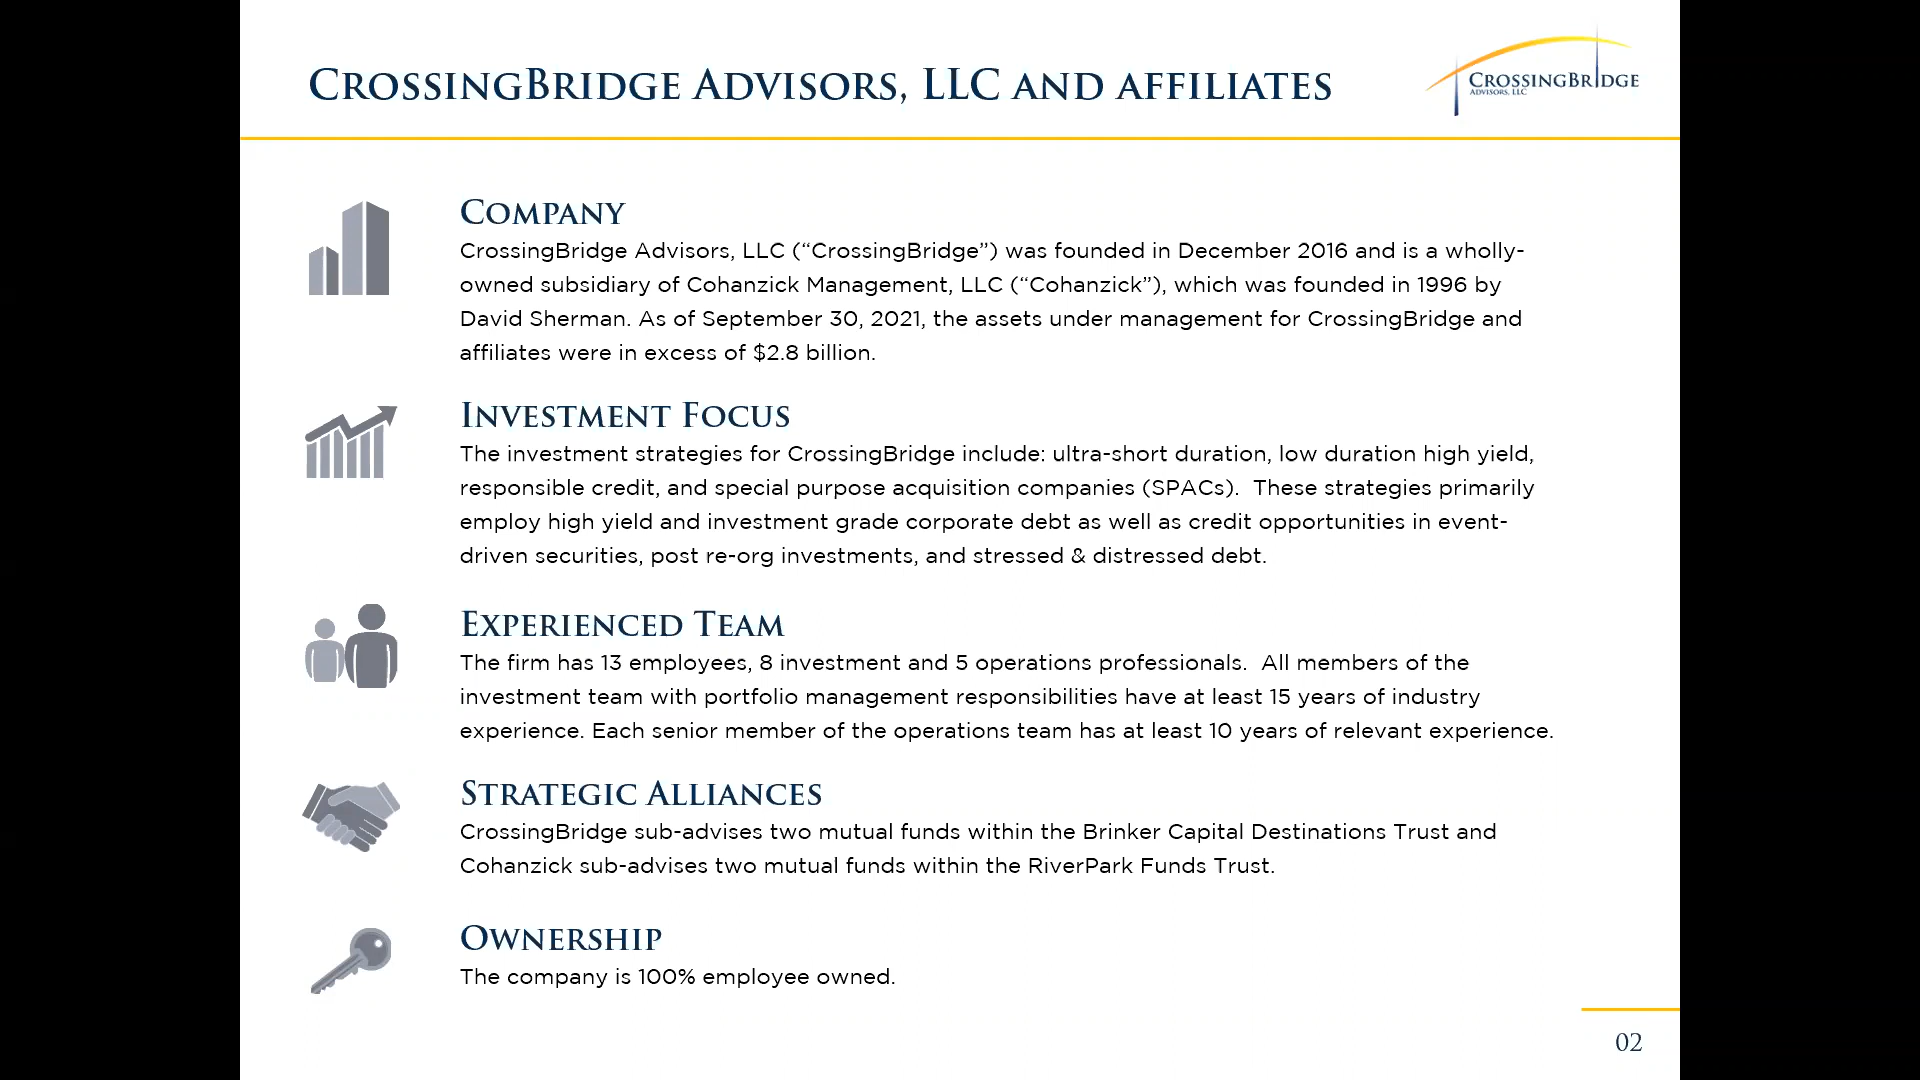 CrossingBridge Advisors, LLC and affiliates
CrossingBridge
Advisors, LLC
Company
CrossingBridge Advisors, LLC (“CrossingBridge”) was founded in December 2016 and is a wholly-
owned subsidiary of Cohanzick Management, LLC (“Cohanzick”), which was founded in 1996 by
David Sherman. As of September 30, 2021, the assets under management for CrossingBridge and
affiliates were in excess of $2.8 billion.
Investment Focus
The investment strategies for CrossingBridge include: ultra-short duration, low duration high yield,
responsible credit, and special purpose acquisition companies (SPACs).  These strategies primarily
employ high yield and investment grade corporate debt as well as credit opportunities in event-
driven securities, post re-org investments, and stressed & distressed debt.
Experienced Team
The firm has 13 employees, 8 investment and 5 operations professionals.  All members of the
investment team with portfolio management responsibilities have at least 15 years of industry
experience. Each senior member of the operations team has at least 10 years of relevant experience.
Strategic Alliances
CrossingBridge sub-advises two mutual funds within the Brinker Capital Destinations Trust and
Cohanzick sub-advises two mutual funds within the RiverPark Funds Trust.
Ownership
The company is 100% employee owned.
02